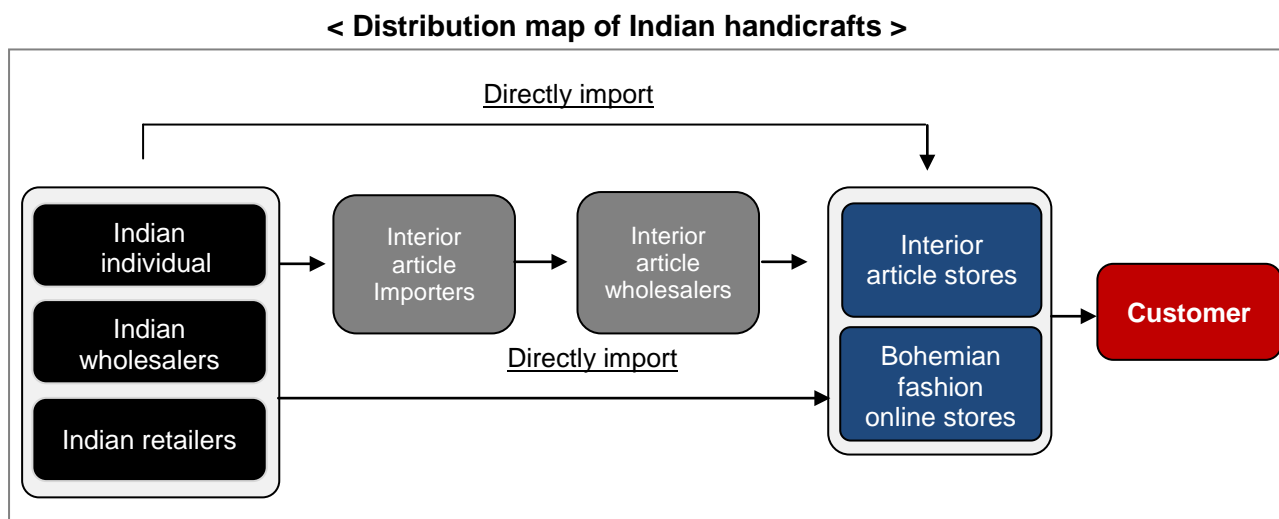 < Distribution map of Indian handicrafts >
Directly import
Indian
individual
Indian
wholesalers
Indian retailers
Interior
article
Importers
Interior
article
wholesalers
Directly import
Interior
article stores
Bohemian
fashion
online stores
Customer